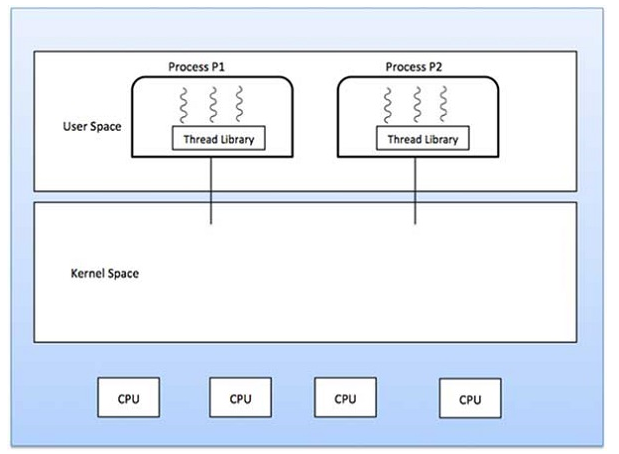 Process P1
Process P2
User Space
Thread Library
Thread Library
Kernel Space
CPU
CPU
CPU
CPU